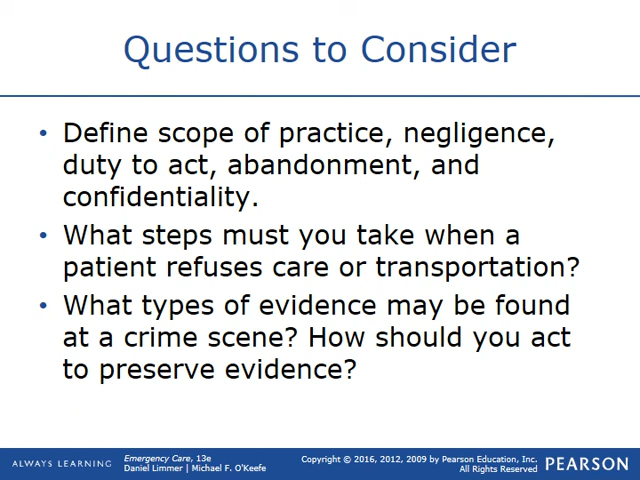 Questions to Consider
• Define scope of practice, negligence,
duty to act, abandonment, and
confidentiality.
• What steps must you take when a
patient refuses care or transportation?
• What types of evidence may be found
at a crime scene? How should you act
to preserve evidence?
ALWAYS LEARNING
Emergency Care, 13e
Daniel Limmer | Michael F. O'Keefe
Copyright © 2016, 2012, 2009 by Pearson Education, Inc.
All Rights Reserved
PEARSON